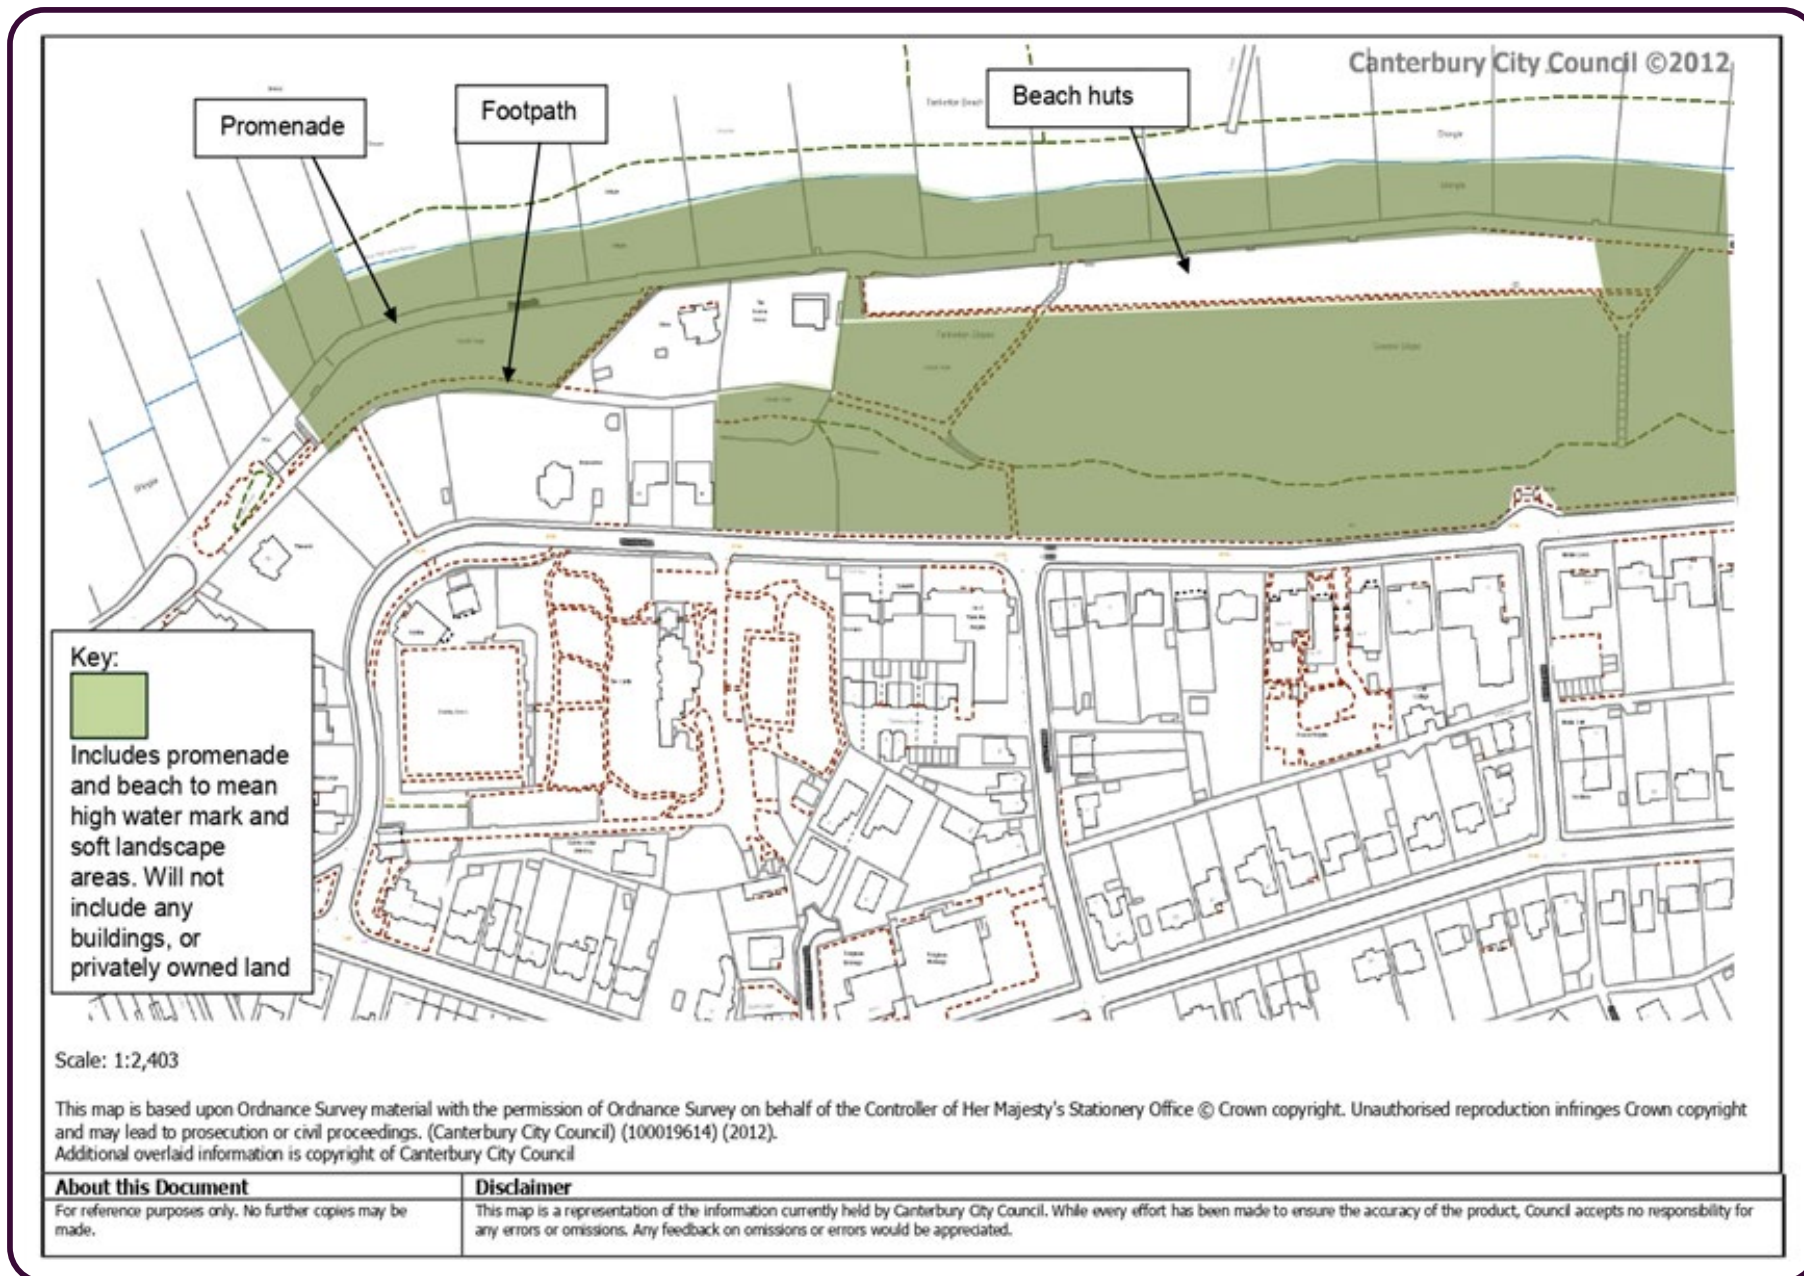 Canterbury City Council ©2012
Promenade
Footpath
Beach huts
Shingle
Shingle
Shingle
Key:
Includes promenade
and beach to mean
high water mark and
soft landscape
areas. Will not
include any
buildings, or
privately owned land
Scale: 1:2,403
This map is based upon Ordnance Survey material with the permission of Ordnance Survey on behalf of the Controller of Her Majesty's Stationery Office © Crown copyright. Unauthorised reproduction infringes Crown copyright
and may lead to prosecution or civil proceedings. (Canterbury City Council) (100019614) (2012).
Additional overlaid information is copyright of Canterbury City Council
About this Document
For reference purposes only. No further copies may be
made.
Disclaimer
This map is a representation of the information currently held by Canterbury City Council. While every effort has been made to ensure the accuracy of the product, Council accepts no responsibility for
any errors or omissions. Any feedback on omissions or errors would be appreciated.